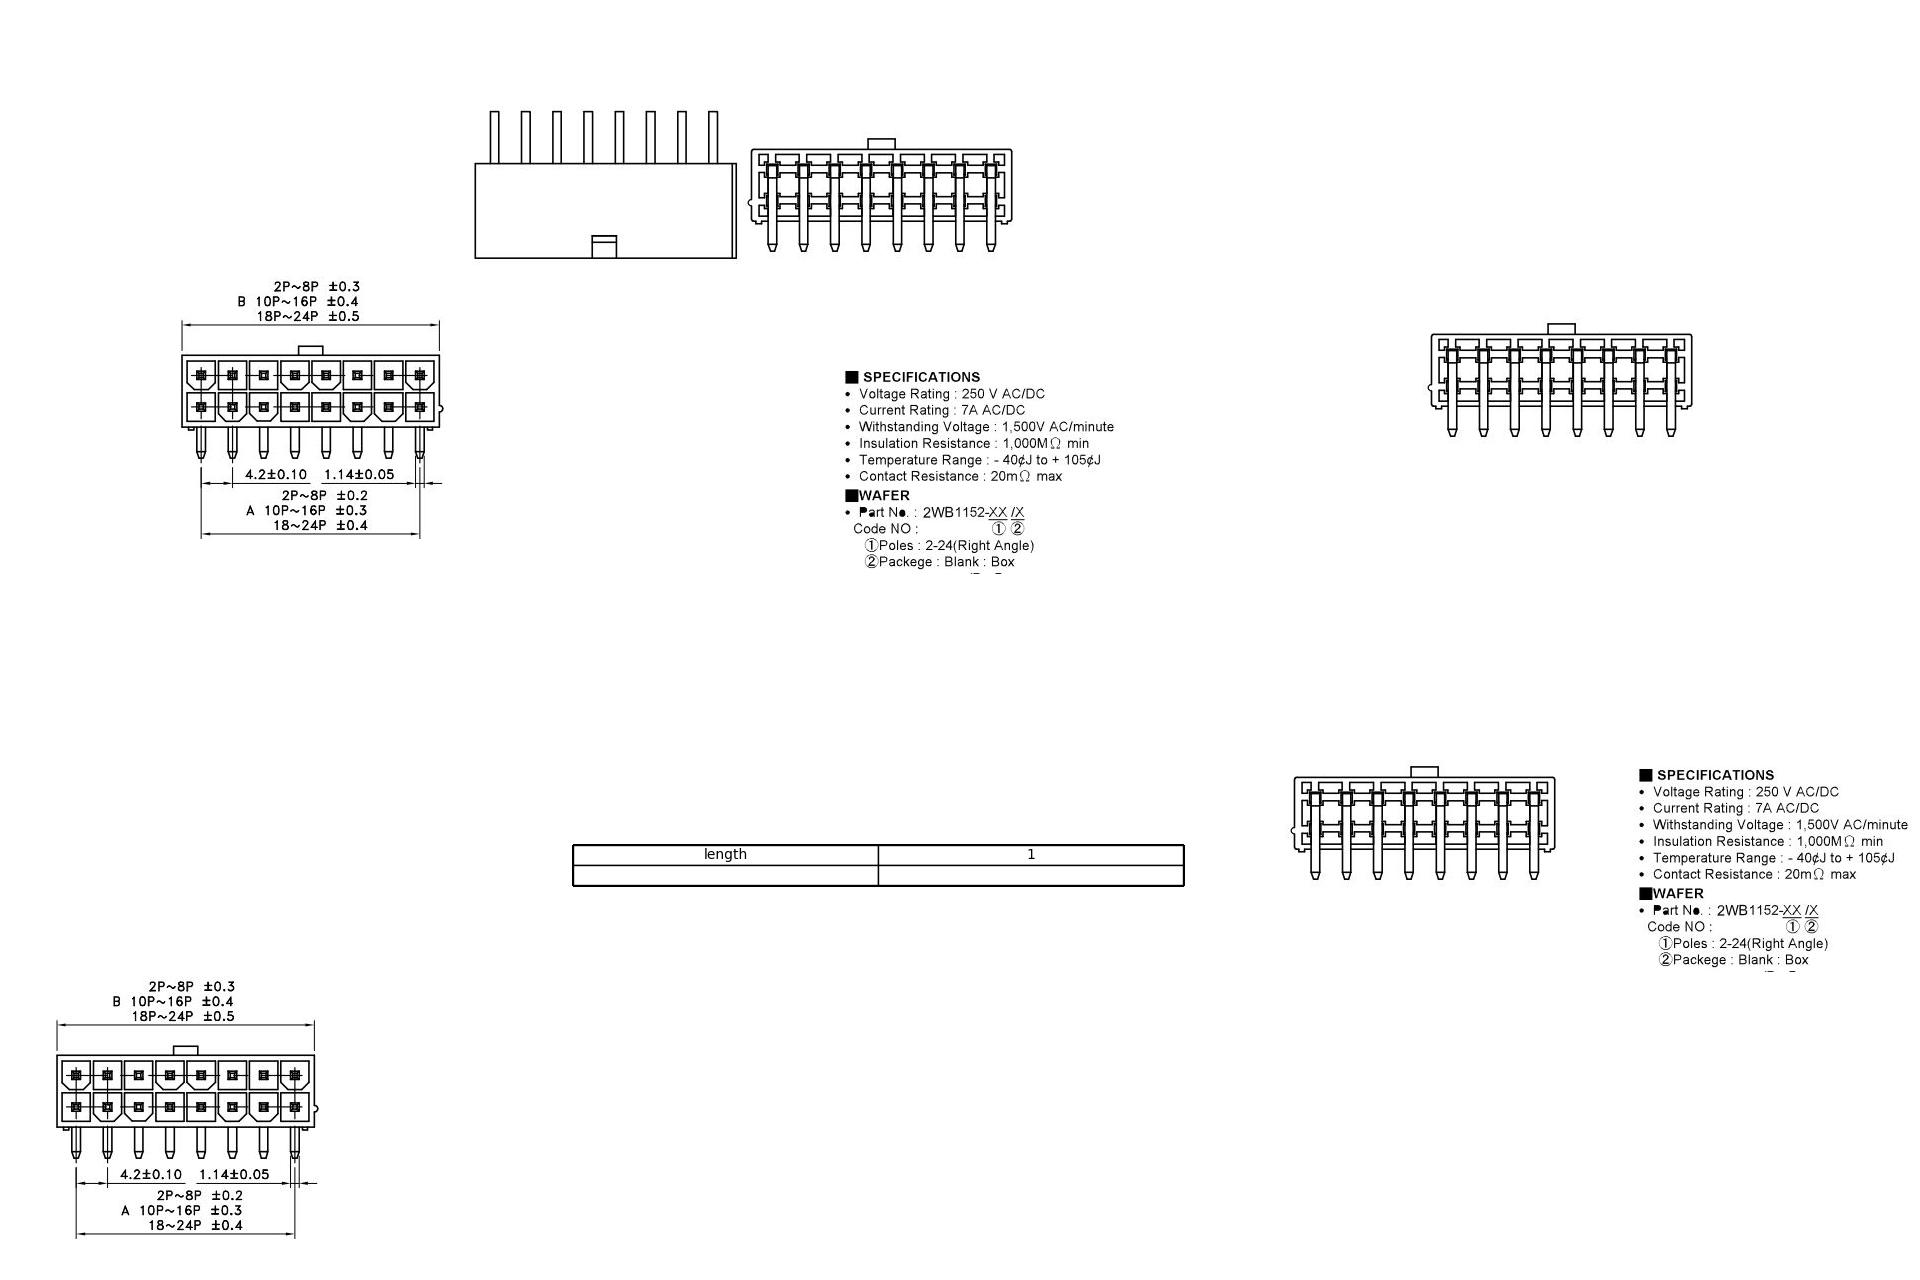 2P~8P ±0.3
B 10P~16P ±0.4
18P~24P ±0.5
4.2±0.10 1.14±0.05
2P~8P ±0.2
A 10P~16P ±0.3
18~24P ±0.4
■ SPECIFICATIONS
• Voltage Rating : 250 V AC/DC
• Current Rating : 7A AC/DC
• Withstanding Voltage : 1,500V AC/minute
• Insulation Resistance : 1,000MΩ min
• Temperature Range : - 40¢J to + 105¢J
• Contact Resistance : 20mΩ max
■WAFER
• Part No. : 2WB1152-XX /X
Code NO : ① ②
①Poles : 2-24(Right Angle)
②Packege : Blank : Box
length 1
■ SPECIFICATIONS
• Voltage Rating : 250 V AC/DC
• Current Rating : 7A AC/DC
• Withstanding Voltage : 1,500V AC/minute
• Insulation Resistance : 1,000MΩ min
• Temperature Range : - 40¢J to + 105¢J
• Contact Resistance : 20mΩ max
■WAFER
• Part No. : 2WB1152-XX /X
Code NO : ① ②
①Poles : 2-24(Right Angle)
②Packege : Blank : Box
2P~8P ±0.3
B 10P~16P ±0.4
18P~24P ±0.5
4.2±0.10 1.14±0.05
2P~8P ±0.2
A 10P~16P ±0.3
18~24P ±0.4